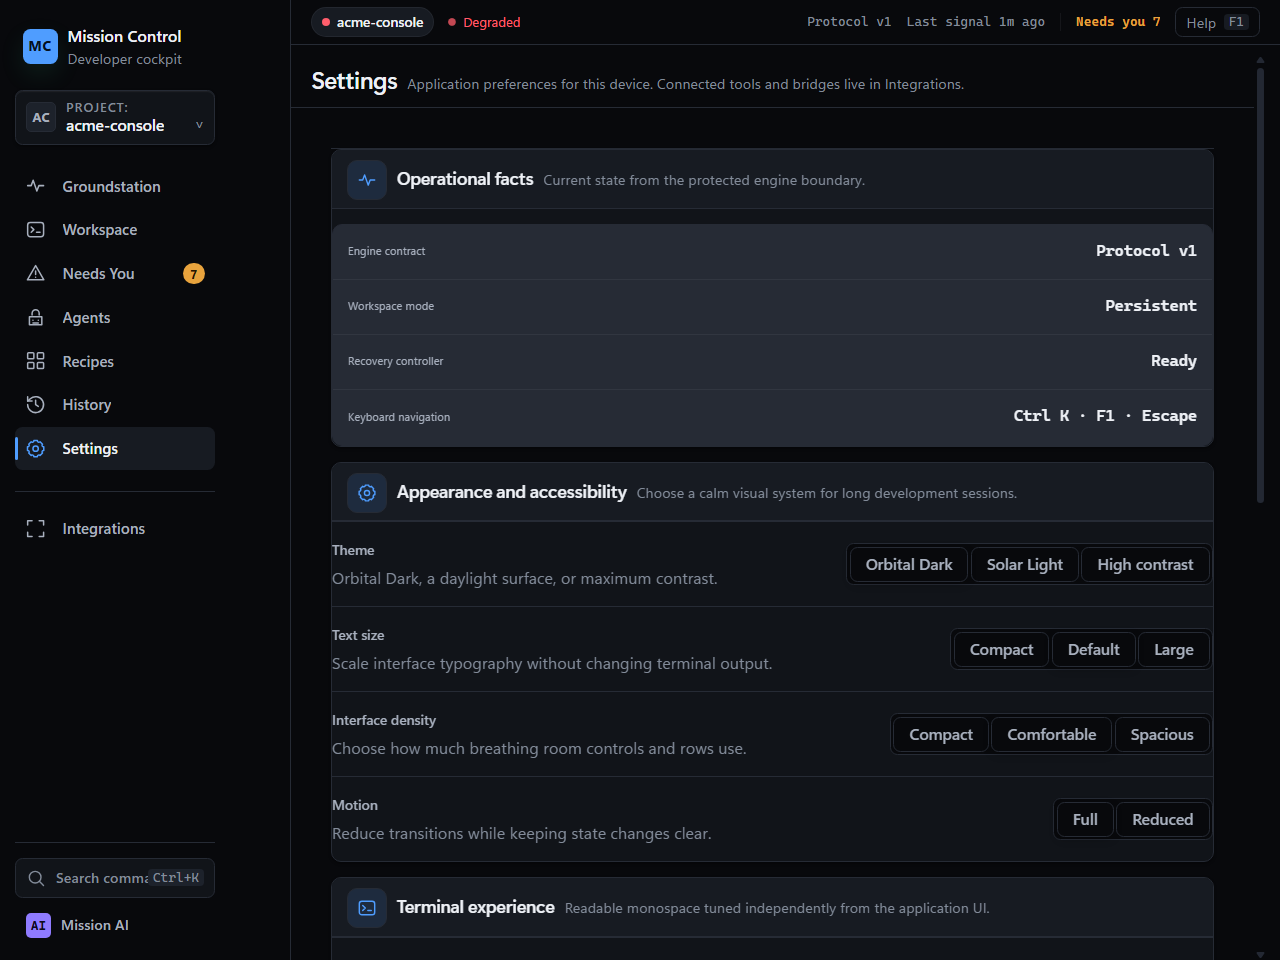 MC
Mission Control
Developer cockpit
AC
PROJECT:
acme-console
v
Groundstation
Workspace
Needs You 7
Agents
Recipes
History
Settings
Integrations
Search comma Ctrl+K
AI Mission AI
acme-console Degraded Protocol v1 Last signal 1m ago Needs you 7 Help F1
Settings Application preferences for this device. Connected tools and bridges live in Integrations.
Operational facts Current state from the protected engine boundary.
Engine contract Protocol v1
Workspace mode Persistent
Recovery controller Ready
Keyboard navigation Ctrl K · F1 · Escape
Appearance and accessibility Choose a calm visual system for long development sessions.
Theme
Orbital Dark, a daylight surface, or maximum contrast.
Orbital Dark Solar Light High contrast
Text size
Scale interface typography without changing terminal output.
Compact Default Large
Interface density
Choose how much breathing room controls and rows use.
Compact Comfortable Spacious
Motion
Reduce transitions while keeping state changes clear.
Full Reduced
Terminal experience Readable monospace tuned independently from the application UI.